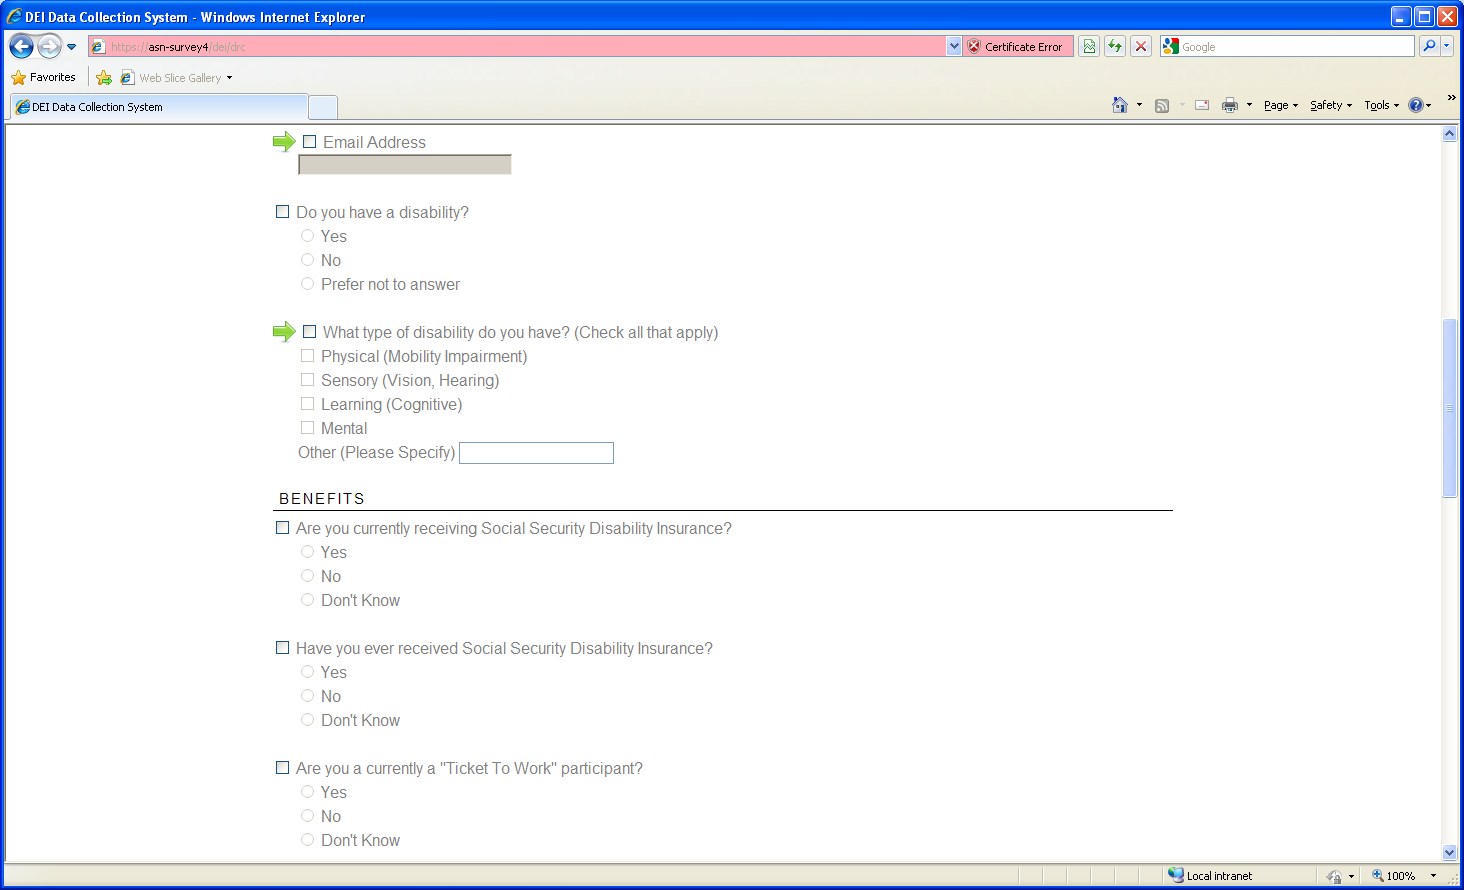 DEI Data Collection System - Windows Internet Explorer
https://asn-survey4/dei/drc
Certificate Error
Google
Favorites
Web Slice Gallery
DEI Data Collection System
Page
Safety
Tools
Email Address
Do you have a disability?
Yes
No
Prefer not to answer
What type of disability do you have? (Check all that apply)
Physical (Mobility Impairment)
Sensory (Vision, Hearing)
Learning (Cognitive)
Mental
Other (Please Specify)
BENEFITS
Are you currently receiving Social Security Disability Insurance?
Yes
No
Don't Know
Have you ever received Social Security Disability Insurance?
Yes
No
Don't Know
Are you a currently a "Ticket To Work" participant?
Yes
No
Don't Know
Local intranet
100%